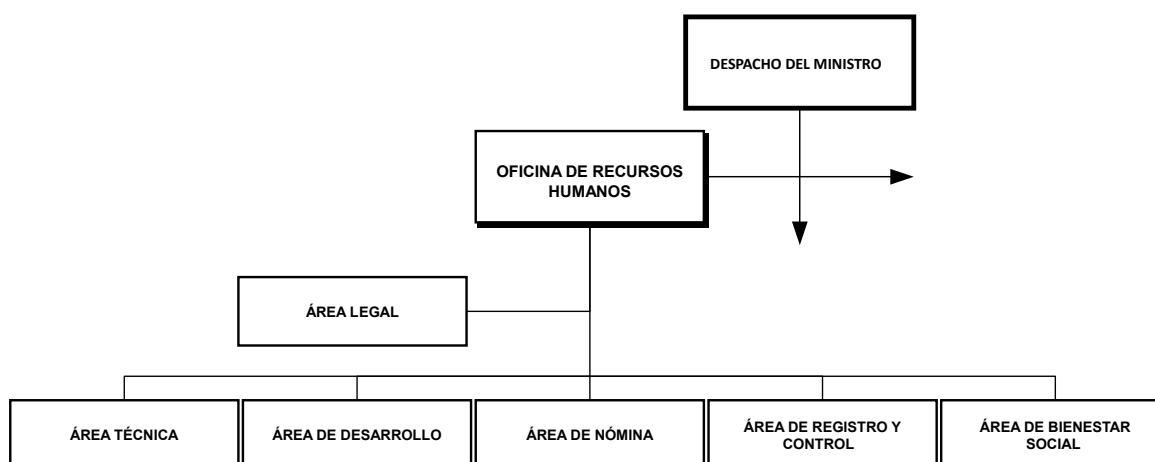 DESPACHO DEL MINISTRO
OFICINA DE RECURSOS
HUMANOS
ÁREA LEGAL
ÁREA TÉCNICA
ÁREA DE DESARROLLO
ÁREA DE NÓMINA
ÁREA DE REGISTRO Y
CONTROL
ÁREA DE BIENESTAR
SOCIAL